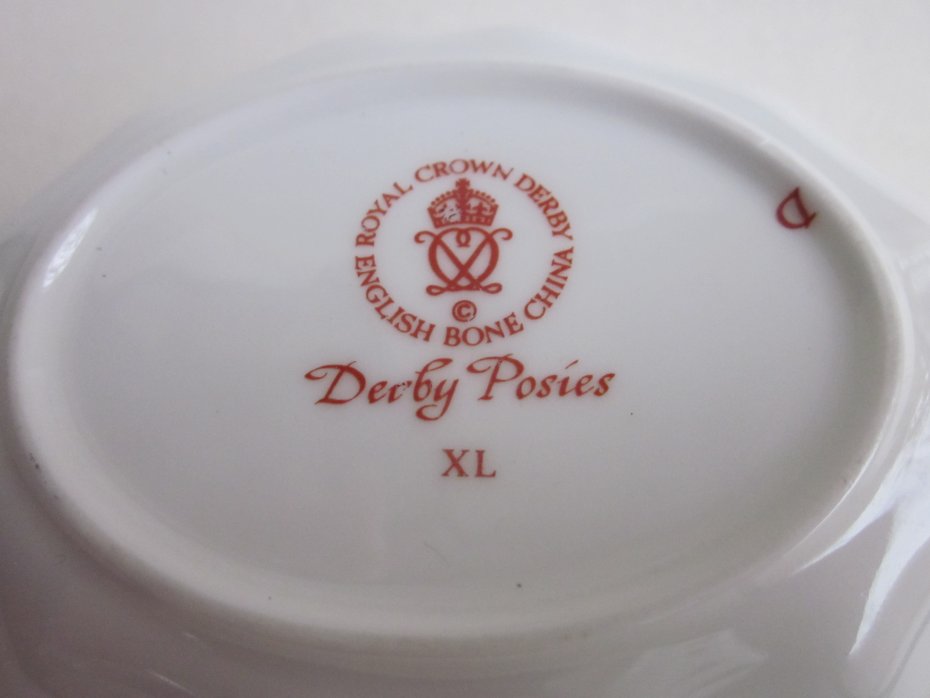 ROYAL CROWN DERBY
ENGLISH BONE CHINA
©
Derby Posies
XL
D